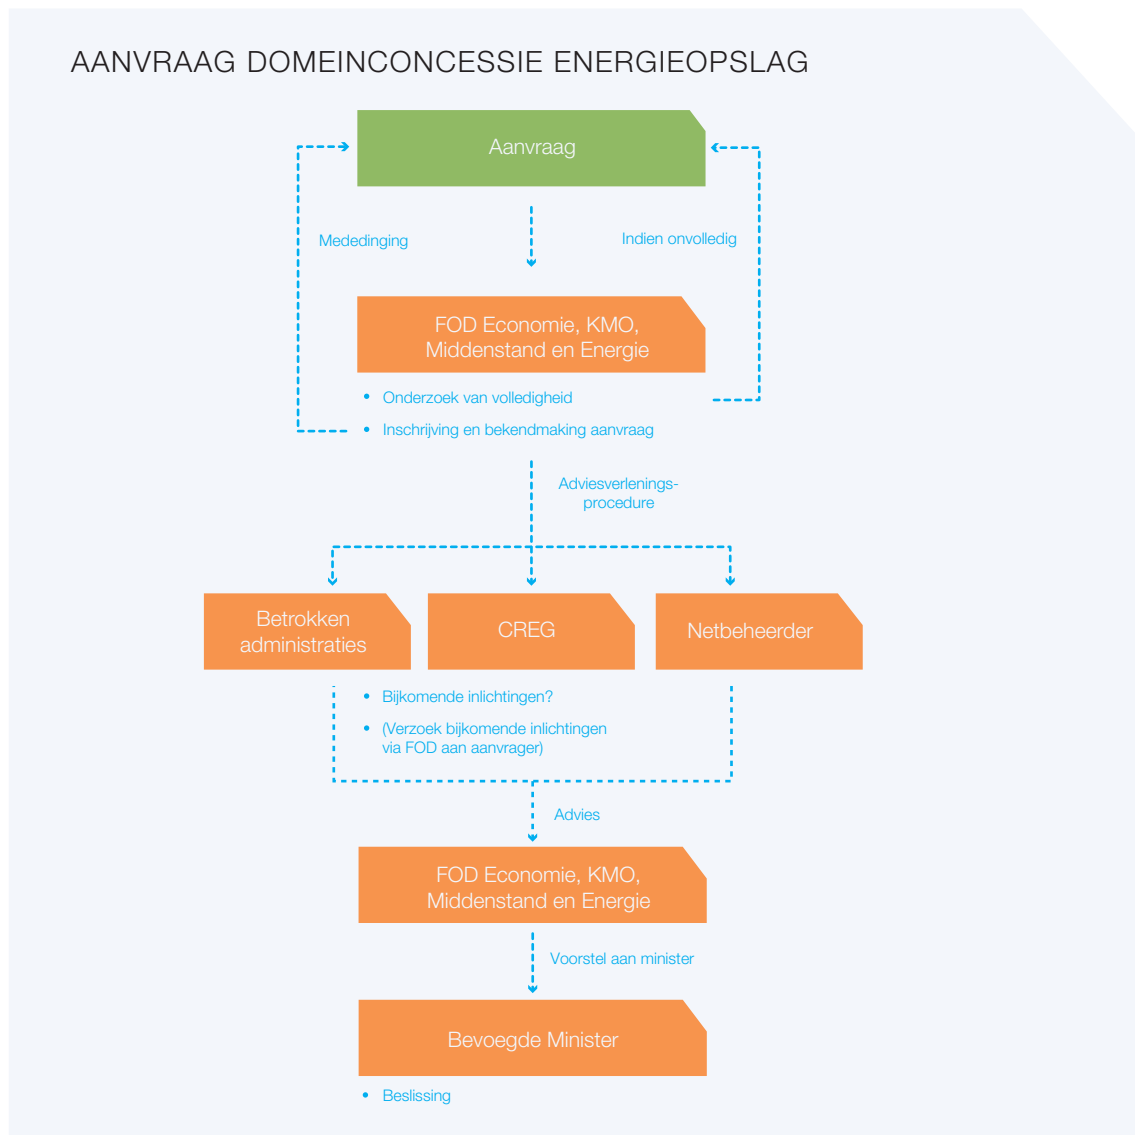 AANVRAAG DOMEINCONCESSIE ENERGIEOPSLAG
Aanvraag
Mededinging
Indien onvolledig
FOD Economie, KMO,
Middenstand en Energie
• Onderzoek van volledigheid
• Inschrijving en bekendmaking aanvraag
Adviesverlenings-
procedure
Betrokken
administraties
CREG
Netbeheerder
• Bijkomende inlichtingen?
• (Verzoek bijkomende inlichtingen
via FOD aan aanvrager)
Advies
FOD Economie, KMO,
Middenstand en Energie
Voorstel aan minister
Bevoegde Minister
• Beslissing